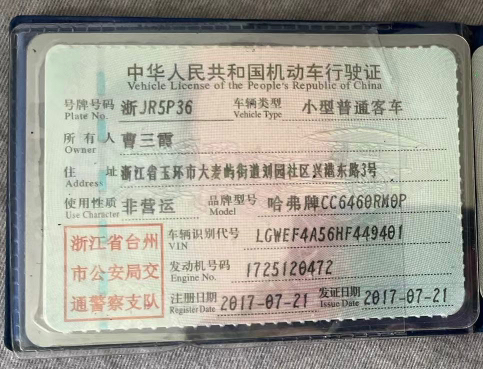 中华人民共和国机动车行驶证
Vehicle License of the People's Republic of China
号牌号码 浙JR5P36 车辆类型 小型普通客车
Plate No. Vehicle Type
所有人 曹三霞
Owner
住址 浙江省玉环市大麦屿街道刘园社区兴港东路3号
Address
使用性质 非营运 品牌型号 哈弗牌CC6460RM0P
Use Character Model
浙江省台州
市公安局交
通警察支队
车辆识别代号 LGWEF4A56HF449401
VIN
发动机号码 1725120472
Engine No.
注册日期 2017-07-21 发证日期 2017-07-21
Register Date Issue Date